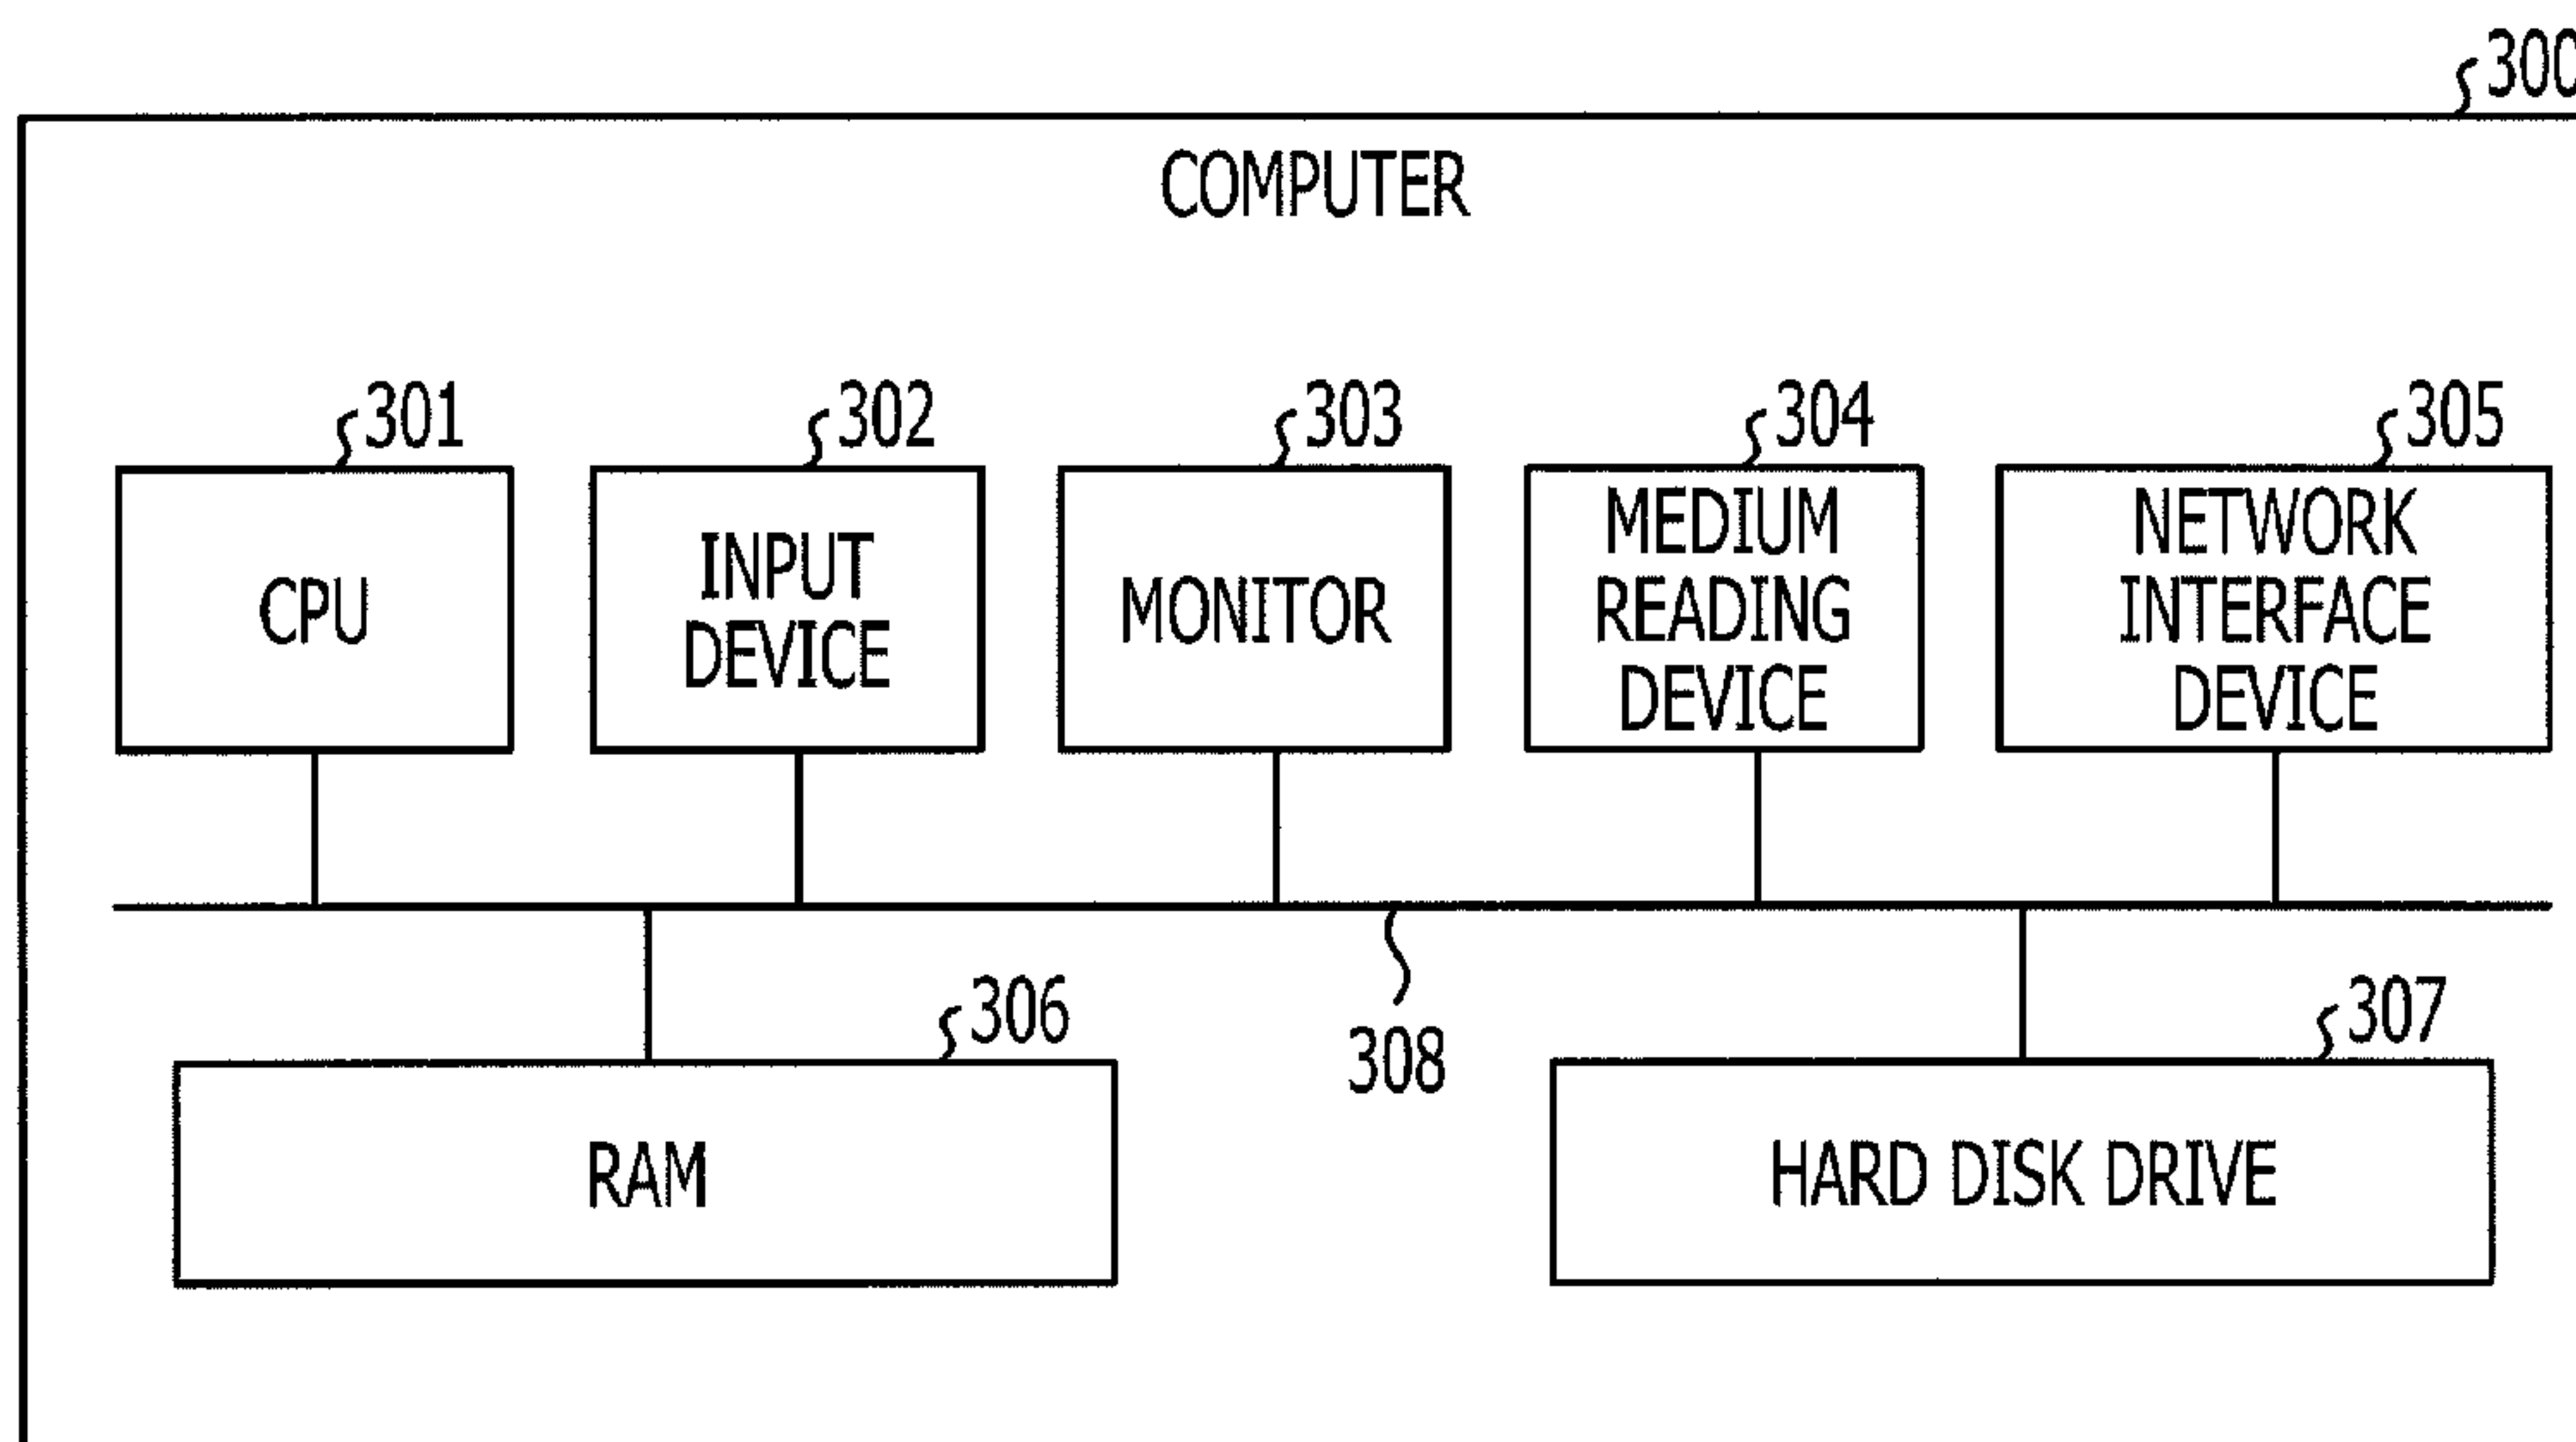 300
COMPUTER
301
302
303
304
305
CPU
INPUT
DEVICE
MONITOR
MEDIUM
READING
DEVICE
NETWORK
INTERFACE
DEVICE
306
308
307
RAM
HARD DISK DRIVE